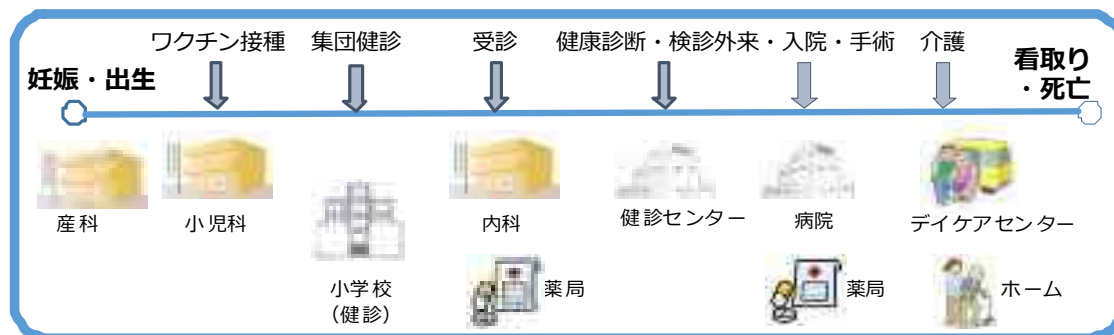 ワクチン接種 集団健診 受診 健康診断・検診外来・入院・手術 介護
妊娠・出生
看取り
・死亡
産科 小児科 内科 健診センター 病院 デイケアセンター
小学校
(健診)
薬局 薬局 ホーム